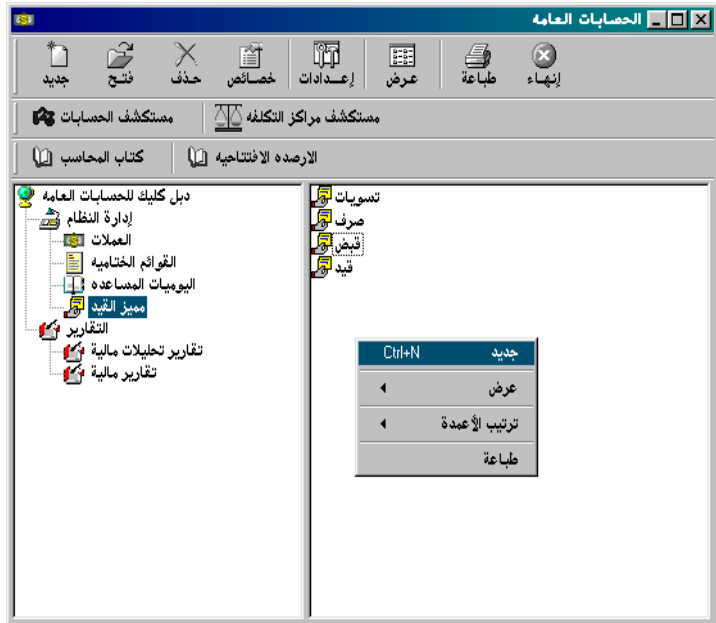 الحسابات العامه
جديد فتح حذف خصائص إعدادات عرض طباعة إنهاء
مستكشف الحسابات مستكشف مراكز التكلفه
كتاب المحاسب الارصده الافتتاحيه
دبل كليك للحسابات العامه
إدارة النظام
العملات
القوائم الختاميه
اليوميات المساعده
مميز القيد
التقارير
تقارير تحليلات مالية
تقارير مالية
تسويات
صرف
قبض
قيد
جديد Ctrl+N
عرض
ترتيب الأعمدة
طباعة